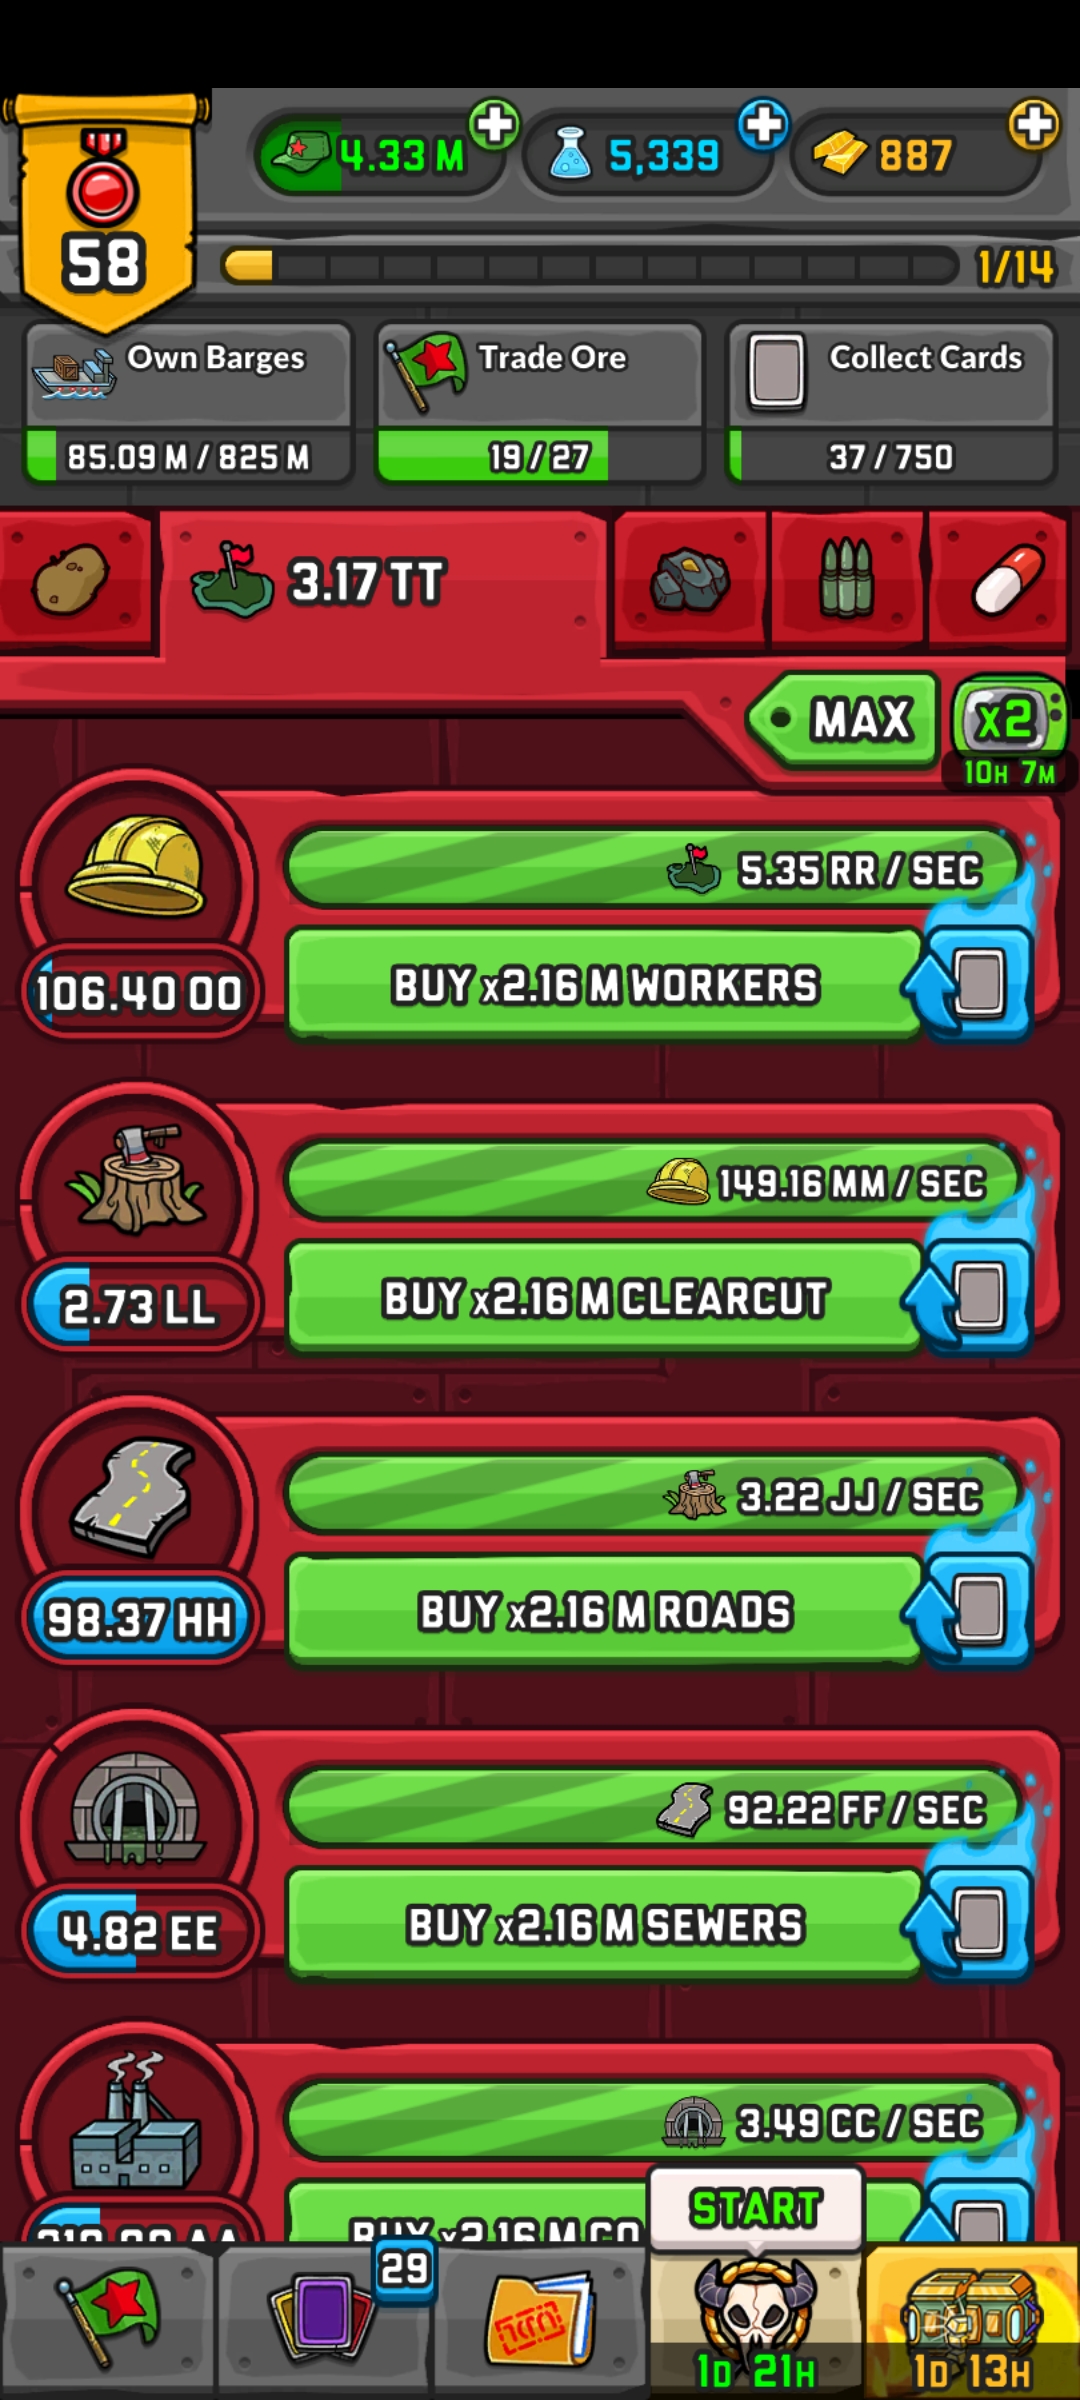 4.33 M
5,339
887
58
1/14
Own Barges
Trade Ore
Collect Cards
85.09 M / 825 M
19 / 27
37 / 750
3.17 TT
MAX
x2
10H 7M
5.35 RR / SEC
106.40 OO
BUY x2.16 M WORKERS
149.16 MM / SEC
2.73 LL
BUY x2.16 M CLEARCUT
3.22 JJ / SEC
98.37 HH
BUY x2.16 M ROADS
92.22 FF / SEC
4.82 EE
BUY x2.16 M SEWERS
3.49 CC / SEC
BUY x2.16 M CO
START
29
1D 21H
1D 13H